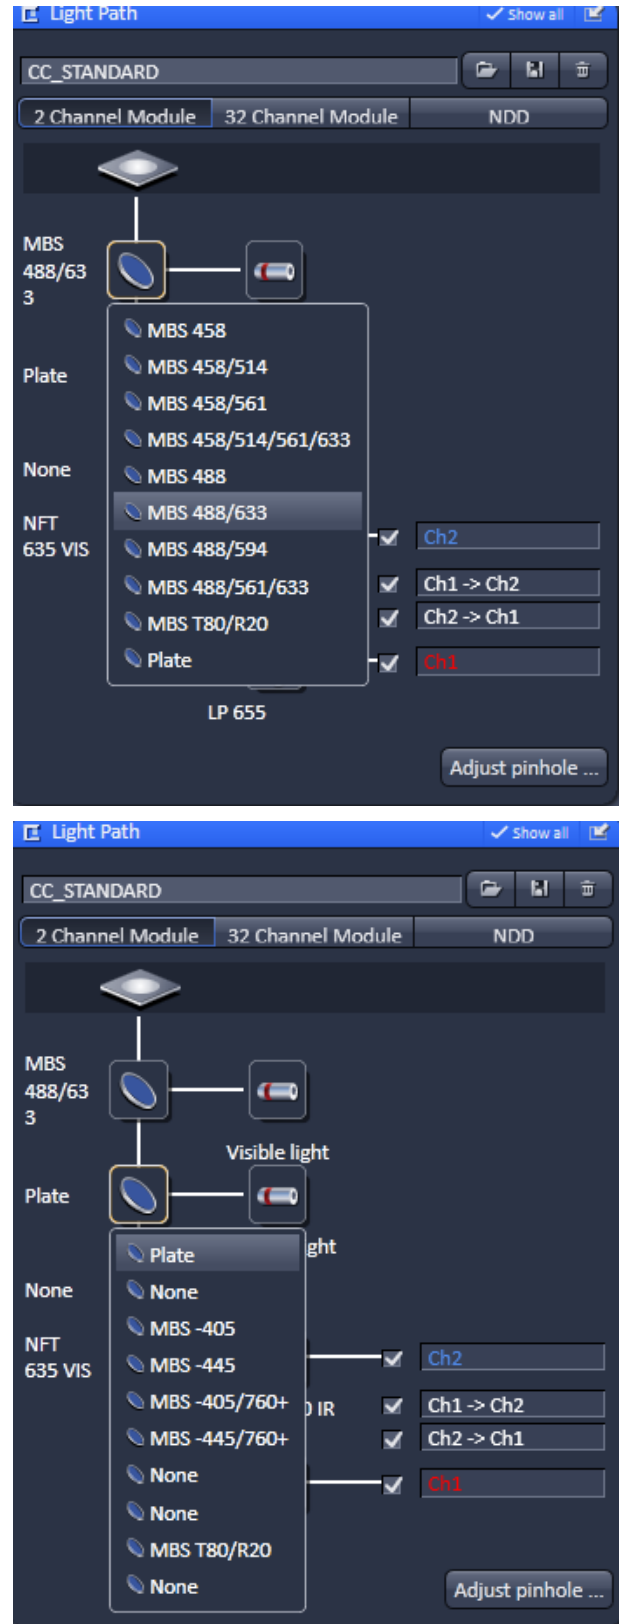 Light Path
Show all
CC_STANDARD
2 Channel Module
32 Channel Module
NDD
MBS
488/63
3
MBS 458
MBS 458/514
Plate
MBS 458/561
MBS 458/514/561/633
None
MBS 488
MBS 488/633
NFT
635 VIS
Ch2
MBS 488/594
MBS 488/561/633
Ch1 -> Ch2
MBS T80/R20
Ch2 -> Ch1
Plate
Ch1
LP 655
Adjust pinhole ...
Light Path
Show all
CC_STANDARD
2 Channel Module
32 Channel Module
NDD
MBS
488/63
3
Visible light
Plate
ght
Plate
None
None
MBS -405
NFT
635 VIS
MBS -445
Ch2
MBS -405/760+
IR
Ch1 -> Ch2
MBS -445/760+
Ch2 -> Ch1
None
Ch1
None
MBS T80/R20
None
Adjust pinhole ...